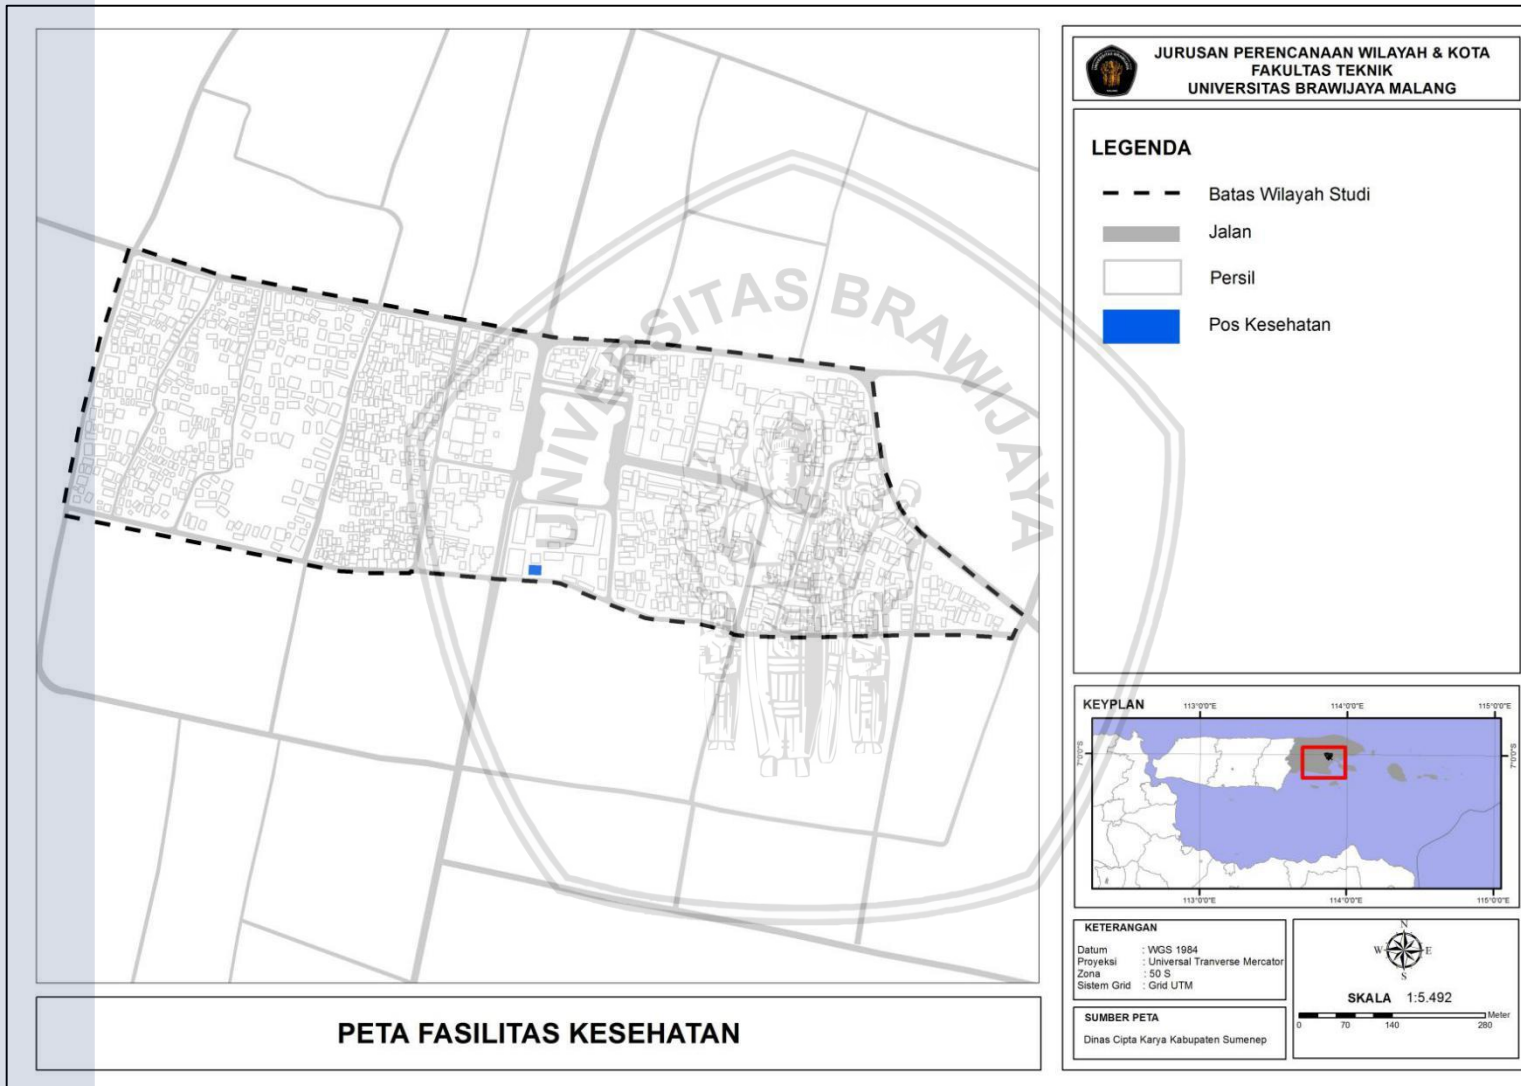 JURUSAN PERENCANAAN WILAYAH & KOTA
FAKULTAS TEKNIK
UNIVERSITAS BRAWIJAYA MALANG
LEGENDA
Batas Wilayah Studi
Jalan
Persil
Pos Kesehatan
UNIVERSITAS BRAWIJAYA
KEYPLAN
113°0'0"E 114°0'0"E 115°0'0"E
7°0'0"S 7°0'0"S
113°0'0"E 114°0'0"E 115°0'0"E
KETERANGAN
Datum : WGS 1984
Proyeksi : Universal Tranverse Mercator
Zona : 50 S
Sistem Grid : Grid UTM
N
W E
S
SKALA 1:5.492
Meter
0 70 140 280
SUMBER PETA
Dinas Cipta Karya Kabupaten Sumenep
PETA FASILITAS KESEHATAN